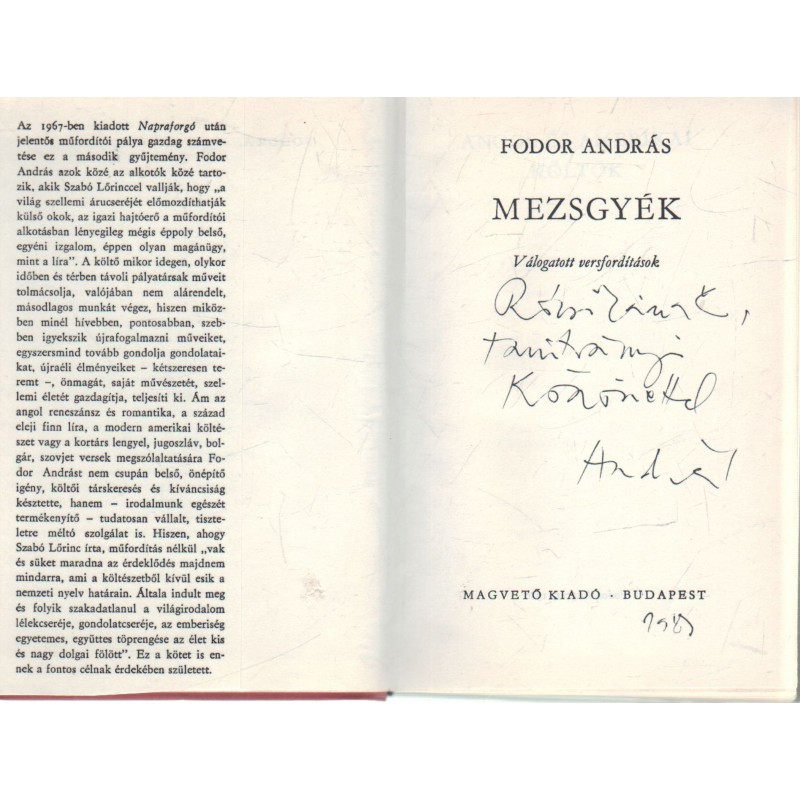 Az 1967-ben kiadott Napraforgó után
jelentős műfordítói pálya gazdag számve-
tése ez a második gyűjtemény. Fodor
András azok közé az alkotók közé tarto-
zik, akik Szabó Lőrinccel vallják, hogy „a
világ szellemi árucseréjét előmozdíthatják
külső okok, az igazi hajtóerő a műfordítói
alkotásban lényegileg mégis éppoly belső,
egyéni izgalom, éppen olyan magánügy,
mint a líra”. A költő mikor idegen, olykor
időben és térben távoli pályatársak műveit
tolmácsolja, valójában nem alárendelt,
másodlagos munkát végez, hiszen miköz-
ben minél hívebben, pontosabban, szeb-
ben igyekszik újrafogalmazni műveiket,
egyszersmind tovább gondolja gondolatai-
kat, újraéli élményeiket – kétszeresen te-
remt –, önmagát, saját művészetét, szel-
lemi életét gazdagítja, teljesíti ki. Ám az
angol reneszánsz és romantika, a század
eleji finn líra, a modern amerikai költé-
szet vagy a kortárs lengyel, jugoszláv, bol-
gár, szovjet versek megszólaltatására Fo-
dor Andrást nem csupán belső, önépítő
igény, költői társkeresés és kíváncsiság
késztette, hanem – irodalmunk egészét
termékenyítő – tudatosan vállalt, tiszte-
letre méltó szolgálat is. Hiszen, ahogy
Szabó Lőrinc írta, műfordítás nélkül „vak
és süket maradna az érdeklődés majdnem
mindarra, ami a költészetből kívül esik a
nemzeti nyelv határain. Általa indult meg
és folyik szakadatlanul a világirodalom
lélekcseréje, gondolatcseréje, az emberiség
egyetemes, együttes töprengése az élet kis
és nagy dolgai fölött”. Ez a kötet is en-
nek a fontos célnak érdekében született.
FODOR ANDRÁS
MEZSGYÉK
Válogatott versfordítások
tanítványi
Köszönettel
András
MAGVETŐ KIADÓ · BUDAPEST